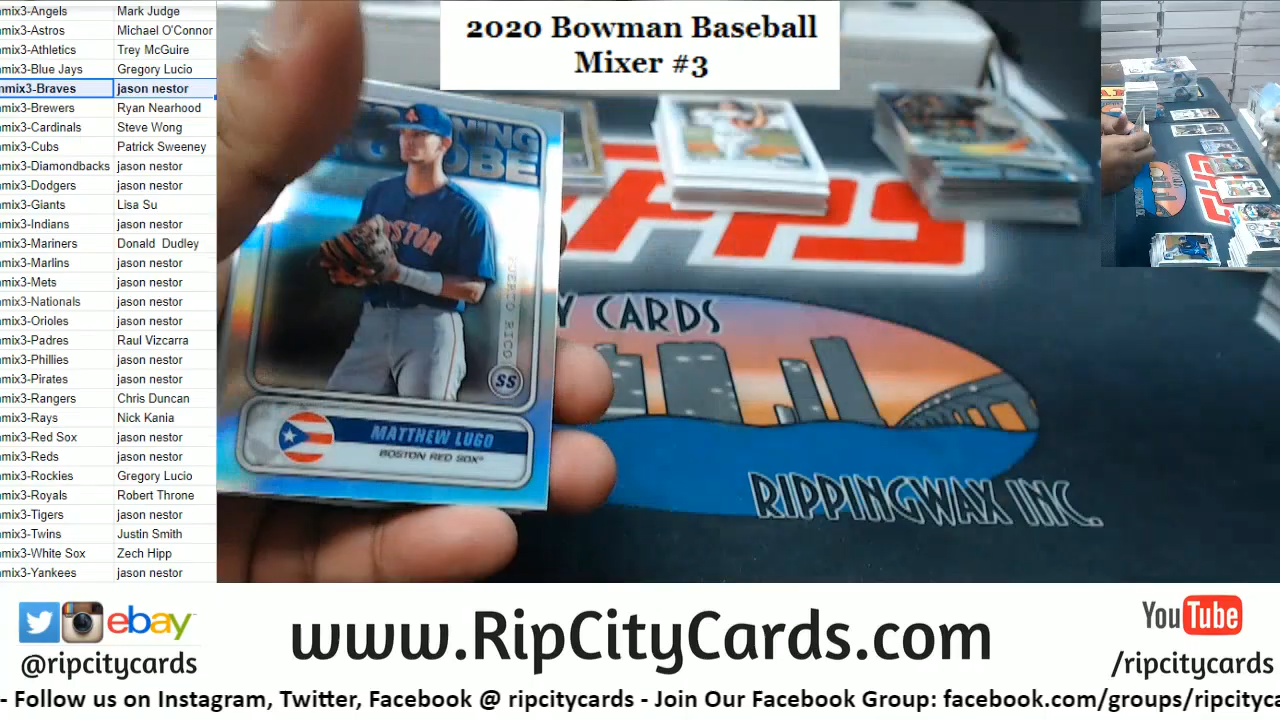 mix3-Angels Mark Judge
mix3-Astros Michael O'Connor
mix3-Athletics Trey McGuire
mix3-Blue Jays Gregory Lucio
mix3-Braves jason nestor
mix3-Brewers Ryan Nearhood
mix3-Cardinals Steve Wong
mix3-Cubs Patrick Sweeney
mix3-Diamondbacks jason nestor
mix3-Dodgers jason nestor
mix3-Giants Lisa Su
mix3-Indians jason nestor
mix3-Mariners Donald Dudley
mix3-Marlins jason nestor
mix3-Mets jason nestor
mix3-Nationals jason nestor
mix3-Orioles jason nestor
mix3-Padres Raul Vizcarra
mix3-Phillies jason nestor
mix3-Pirates jason nestor
mix3-Rangers Chris Duncan
mix3-Rays Nick Kania
mix3-Red Sox jason nestor
mix3-Reds jason nestor
mix3-Rockies Gregory Lucio
mix3-Royals Robert Throne
mix3-Tigers jason nestor
mix3-Twins Justin Smith
mix3-White Sox Zech Hipp
mix3-Yankees jason nestor
2020 Bowman Baseball
Mixer #3
PUERTO RICO
SS
MATTHEW LUGO
BOSTON RED SOX
Y CARDS
RIPPINGWAX INC.
ebay
@ripcitycards
www.RipCityCards.com
YouTube
/ripcitycards
- Follow us on Instagram, Twitter, Facebook @ ripcitycards - Join Our Facebook Group: facebook.com/groups/ripcityca